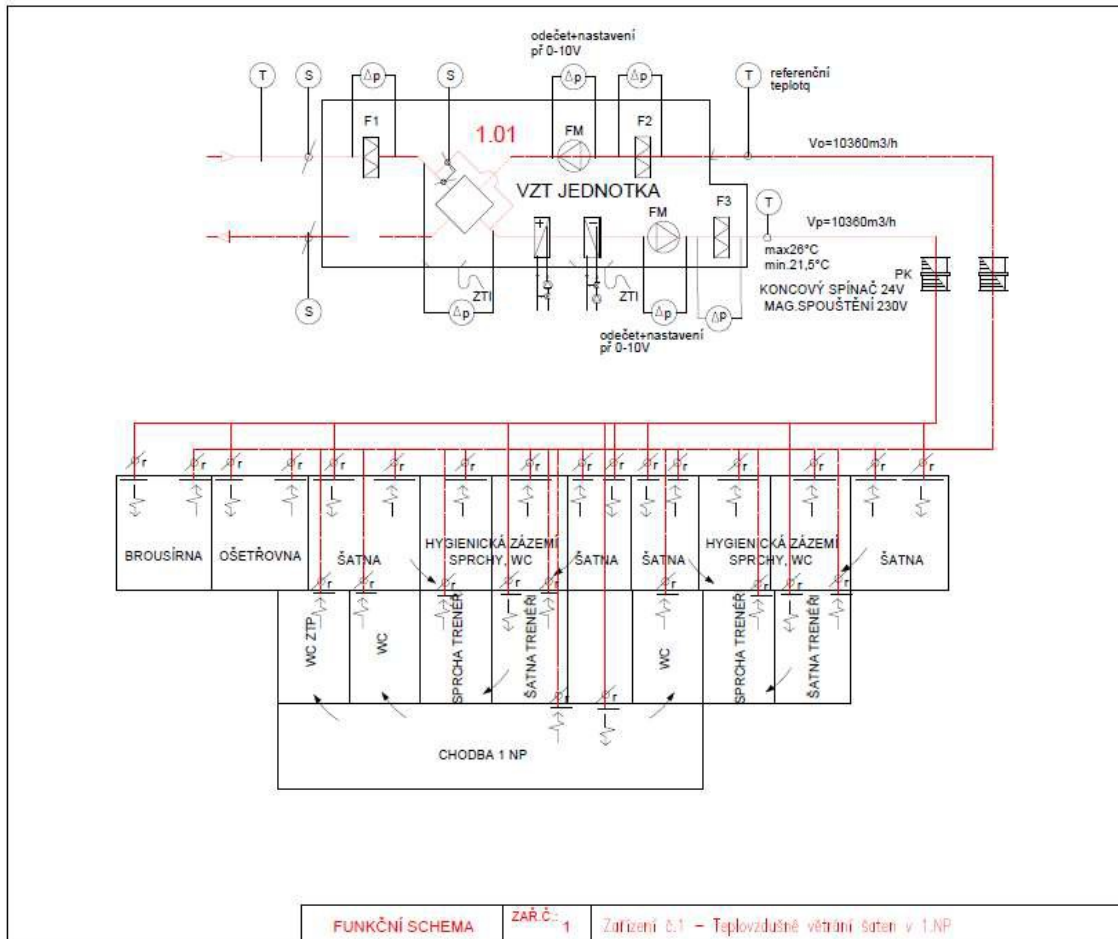 odečet+nastavení
př 0-10V
T
S
Δp
S
Δp
Δp
T
referenční
teplotq
F1
1.01
FM
F2
Vo=10360m3/h
VZT JEDNOTKA
+
−
FM
F3
T
Vp=10360m3/h
max26°C
min.21,5°C
PK
KONCOVÝ SPÍNAČ 24V
MAG.SPOUŠTĚNÍ 230V
ZTI
ZTI
S
Δp
Δp
Δp
odečet+nastavení
př 0-10V
r r r r r r r r r r r r r r r r
BROUSÍRNA
OŠETŘOVNA
ŠATNA
HYGIENICKÁ ZÁZEMÍ
SPRCHY, WC
ŠATNA
ŠATNA
HYGIENICKÁ ZÁZEMÍ
SPRCHY, WC
ŠATNA
r r r r r r r r r
WC ZTP
WC
SPRCHA TRENÉŘI
ŠATNA TRENÉŘI
WC
SPRCHA TRENÉŘI
ŠATNA TRENÉŘI
r r
CHODBA 1 NP
FUNKČNÍ SCHEMA
ZAŘ.Č.:
1
Zařízení č.1 – Teplovzdušné větrání šaten v 1.NP